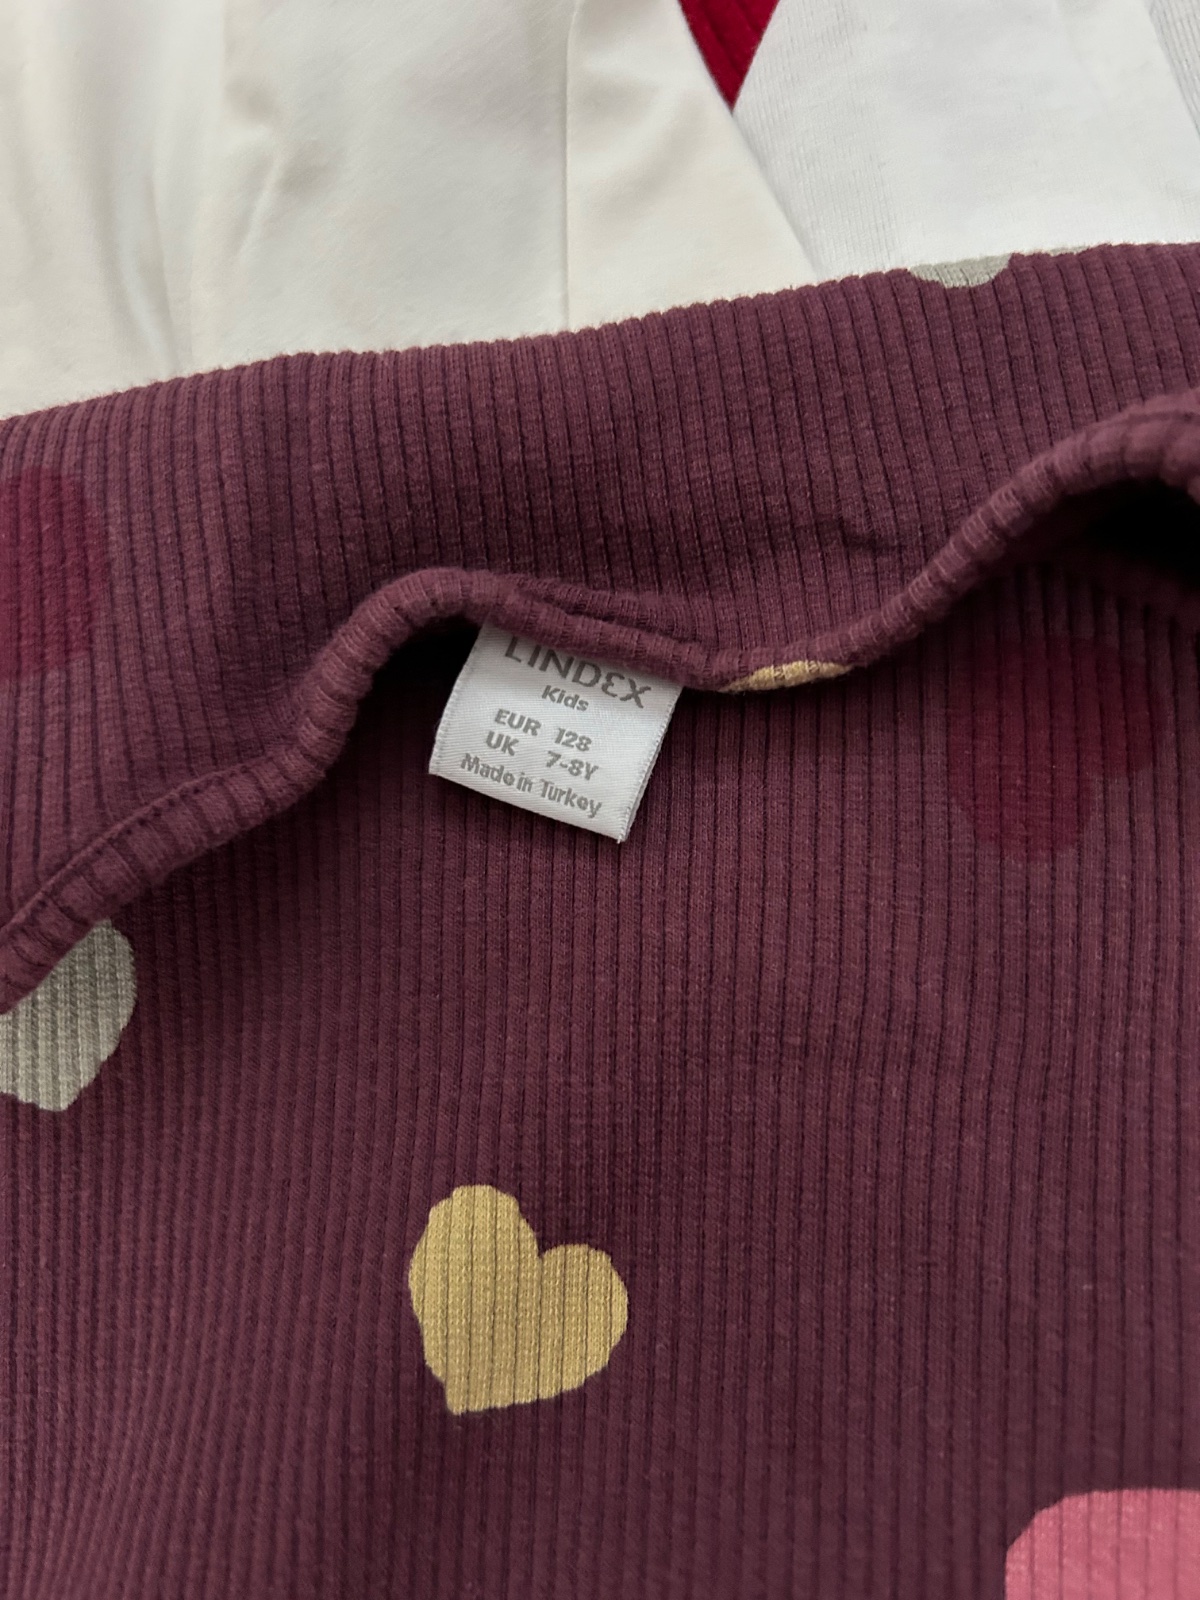 LINDEX
Kids
EUR 128
UK 7-8Y
Made in Turkey